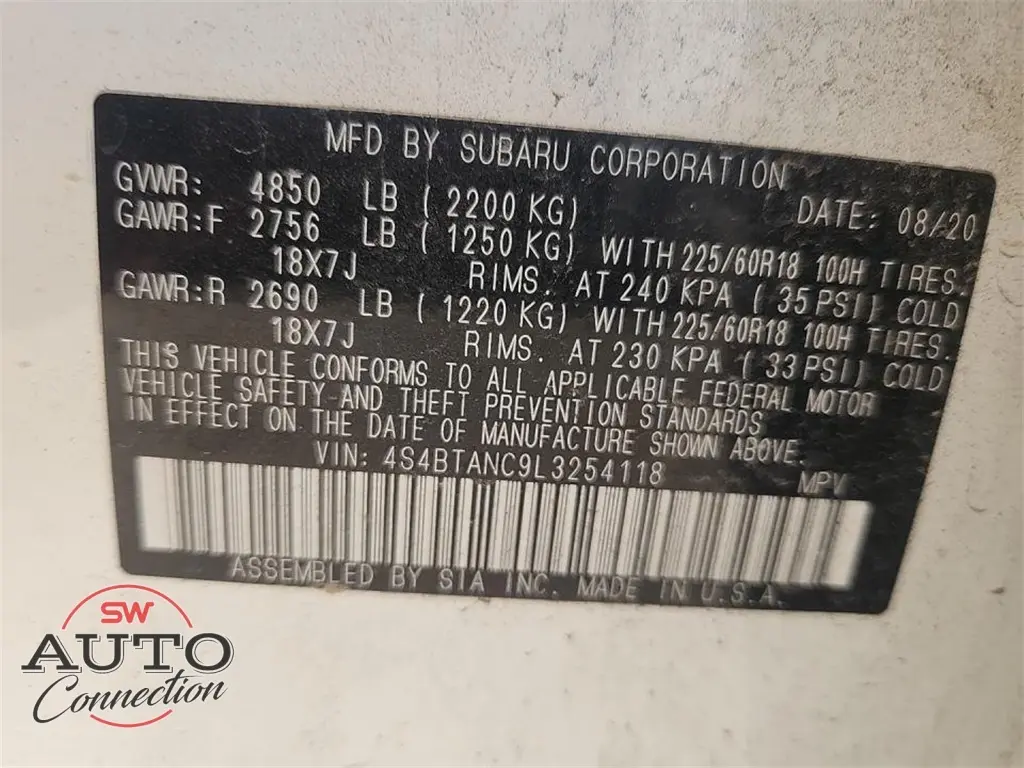 MFD BY SUBARU CORPORATION
GVWR: 4850 LB ( 2200 KG) DATE: 08/20
GAWR:F 2756 LB ( 1250 KG) WITH 225/60R18 100H TIRES.
18X7J RIMS. AT 240 KPA ( 35 PSI) COLD
GAWR:R 2690 LB ( 1220 KG) WITH 225/60R18 100H TIRES.
18X7J RIMS. AT 230 KPA ( 33 PSI) COLD
THIS VEHICLE CONFORMS TO ALL APPLICABLE FEDERAL MOTOR
VEHICLE SAFETY AND THEFT PREVENTION STANDARDS
IN EFFECT ON THE DATE OF MANUFACTURE SHOWN ABOVE.
VIN: 4S4BTANC9L3254118 MPV
ASSEMBLED BY SIA INC. MADE IN U.S.A.
SW
AUTO
Connection